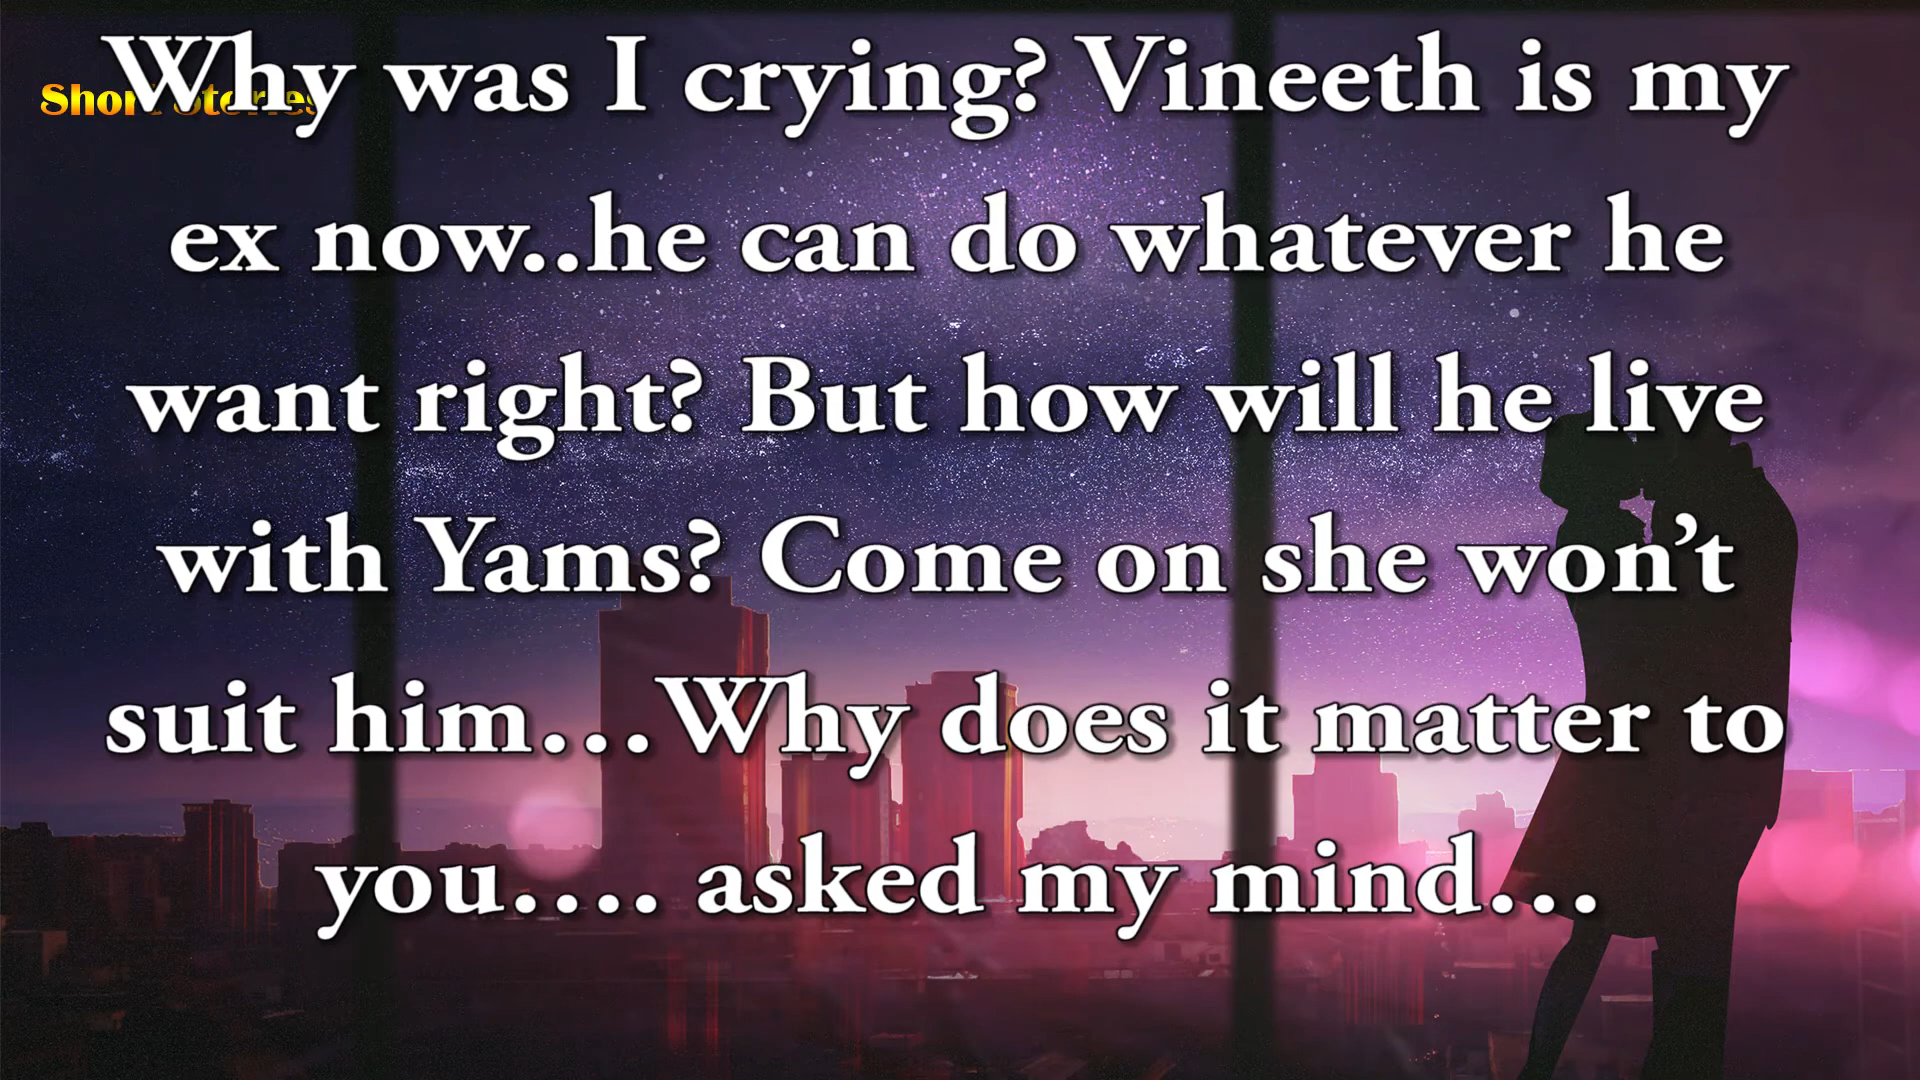 Short Stories
Why was I crying? Vineeth is my
ex now..he can do whatever he
want right? But how will he live
with Yams? Come on she won’t
suit him…Why does it matter to
you…. asked my mind…